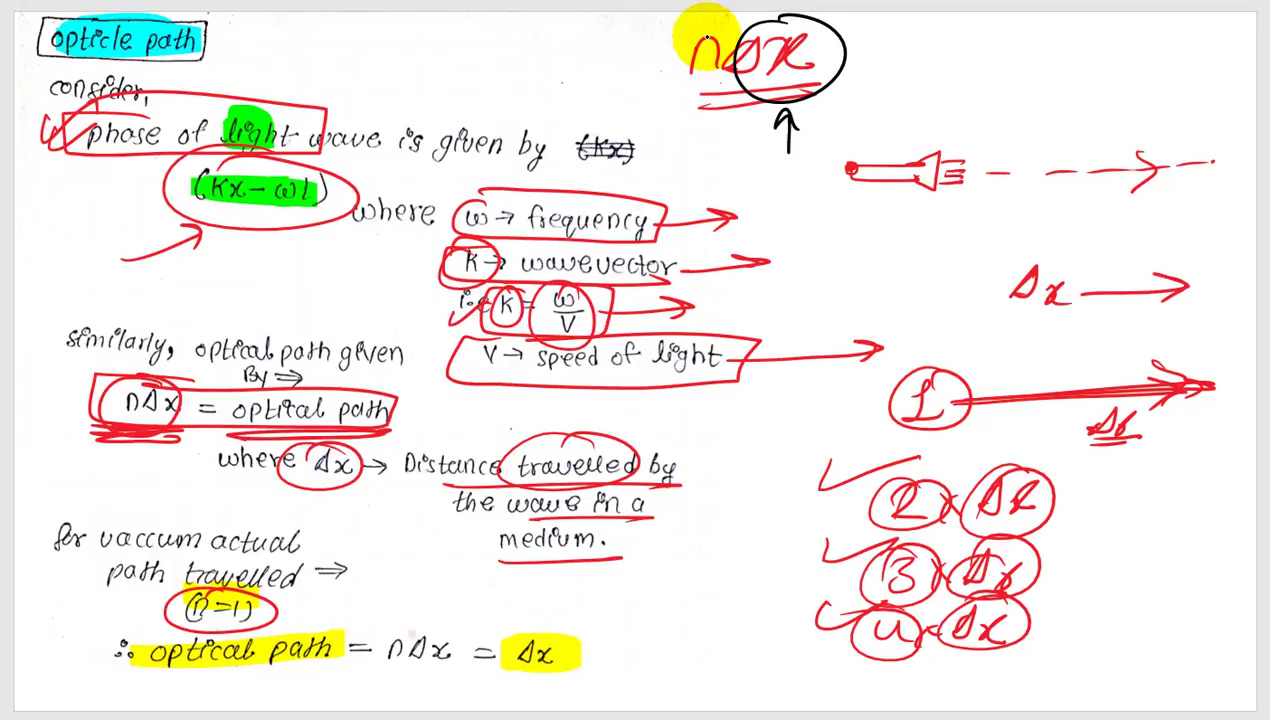 opticle path
consider,
phase of light wave is given by (Kx)
(Kx - ωt)
where ω → frequency
K → wavevector
i.e K = ω/V
V → speed of light
similarly, optical path given
By ⇒
nΔx = optical path
where Δx → Distance travelled by
the wave in a
medium.
for vaccum actual
path travelled ⇒
(n=1)
∴ optical path = nΔx = Δx
nΔx
Δx
L
Δx
2 × Δx
3 × Δx
4 × Δx